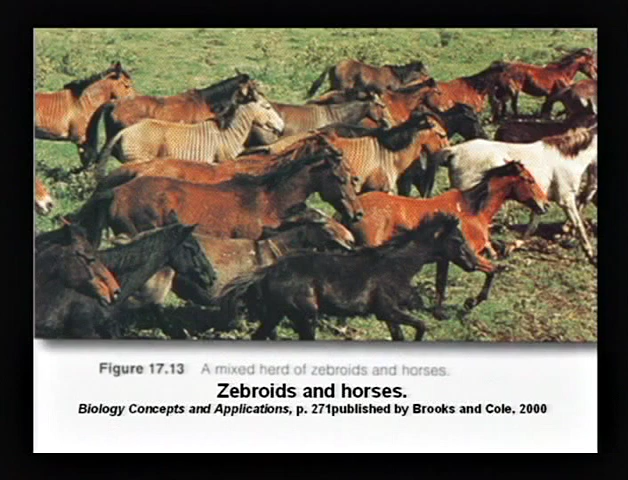 Figure 17.13 A mixed herd of zebroids and horses.
Zebroids and horses.
Biology Concepts and Applications, p. 271published by Brooks and Cole, 2000